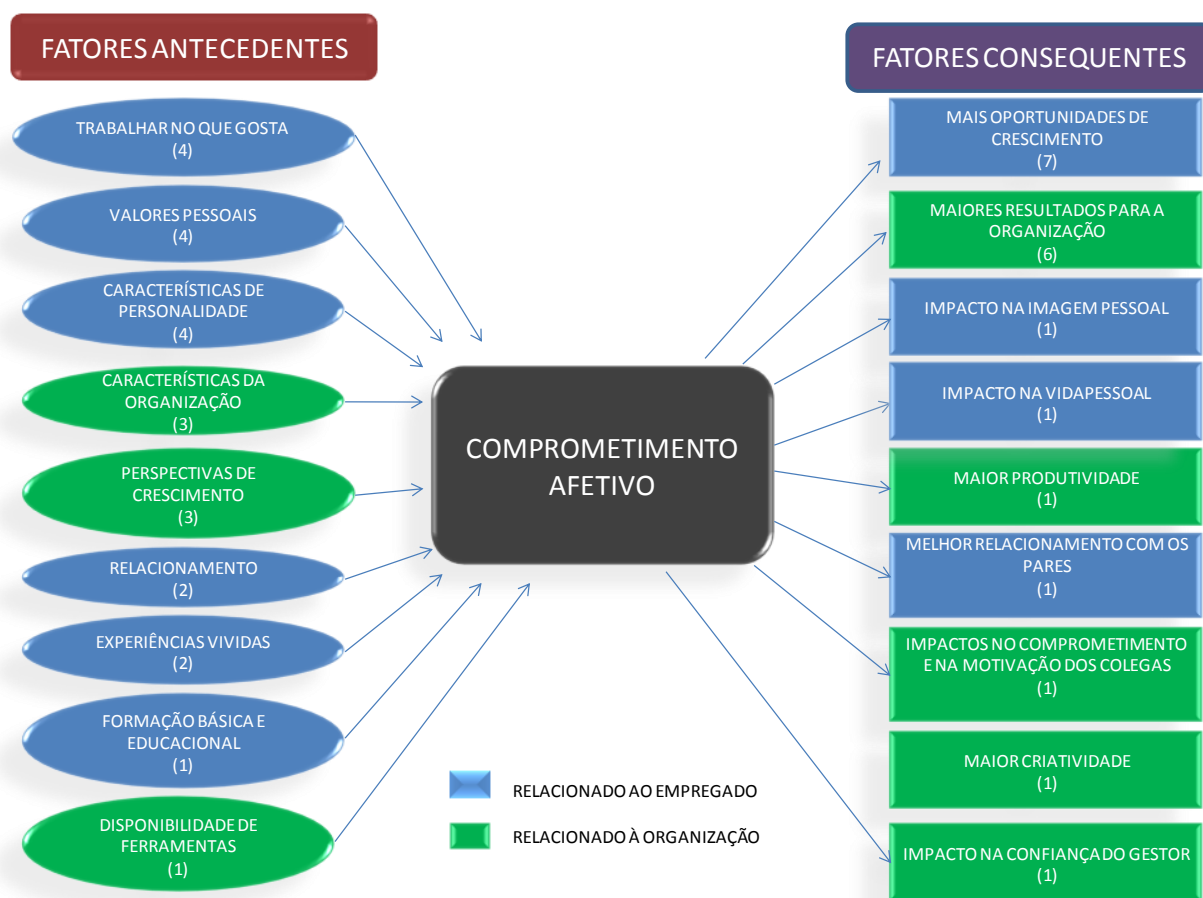 FATORES ANTECEDENTES
TRABALHAR NO QUE GOSTA
(4)
VALORES PESSOAIS
(4)
CARACTERÍSTICAS DE
PERSONALIDADE
(4)
CARACTERÍSTICAS DA
ORGANIZAÇÃO
(3)
PERSPECTIVAS DE
CRESCIMENTO
(3)
RELACIONAMENTO
(2)
EXPERIÊNCIAS VIVIDAS
(2)
FORMAÇÃO BÁSICA E
EDUCACIONAL
(1)
DISPONIBILIDADE DE
FERRAMENTAS
(1)
COMPROMETIMENTO
AFETIVO
RELACIONADO AO EMPREGADO
RELACIONADO À ORGANIZAÇÃO
FATORES CONSEQUENTES
MAIS OPORTUNIDADES DE
CRESCIMENTO
(7)
MAIORES RESULTADOS PARA A
ORGANIZAÇÃO
(6)
IMPACTO NA IMAGEM PESSOAL
(1)
IMPACTO NA VIDA PESSOAL
(1)
MAIOR PRODUTIVIDADE
(1)
MELHOR RELACIONAMENTO COM OS
PARES
(1)
IMPACTOS NO COMPROMETIMENTO
E NA MOTIVAÇÃO DOS COLEGAS
(1)
MAIOR CRIATIVIDADE
(1)
IMPACTO NA CONFIANÇA DO GESTOR
(1)